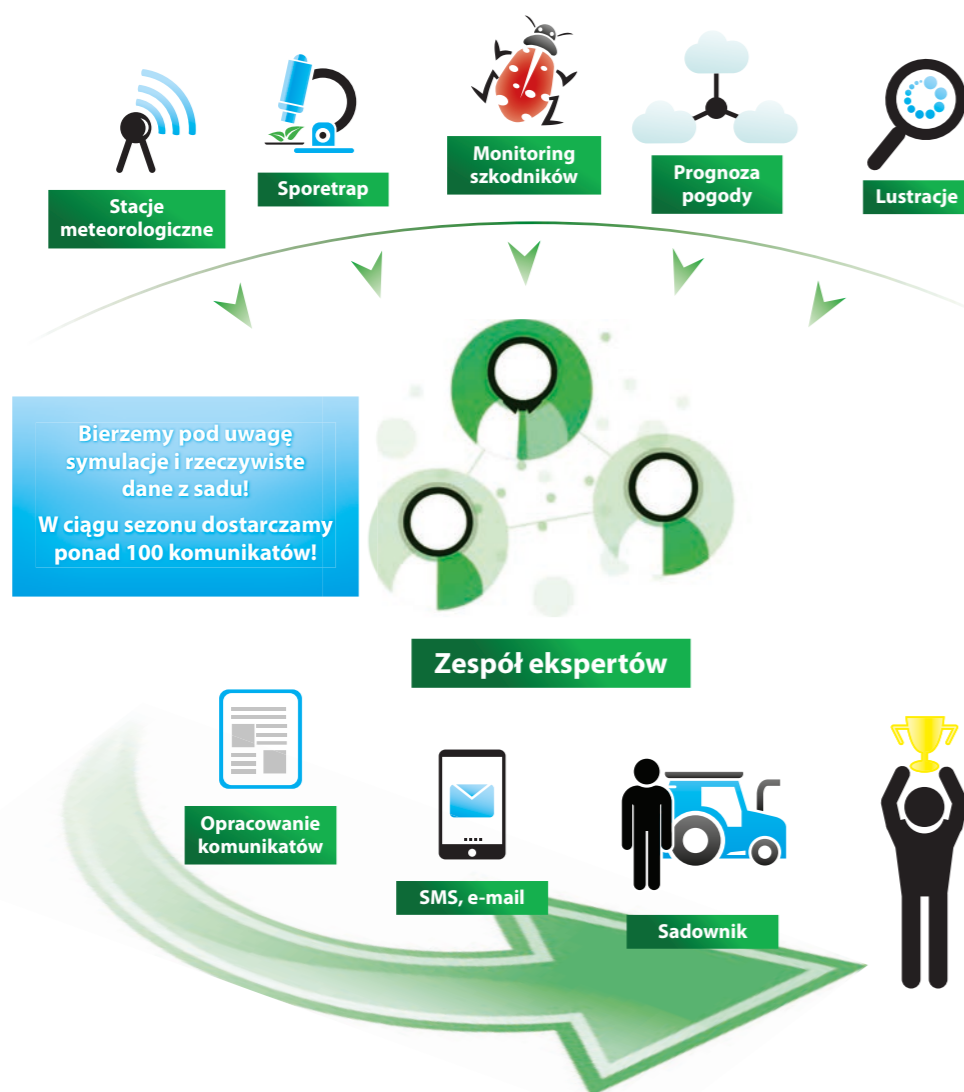 Stacje
meteorologiczne
Sporetrap
Monitoring
szkodników
Prognoza
pogody
Lustracje
Bierzemy pod uwagę
symulacje i rzeczywiste
dane z sadu!
W ciągu sezonu dostarczamy
ponad 100 komunikatów!
Zespół ekspertów
Opracowanie
komunikatów
SMS, e-mail
Sadownik